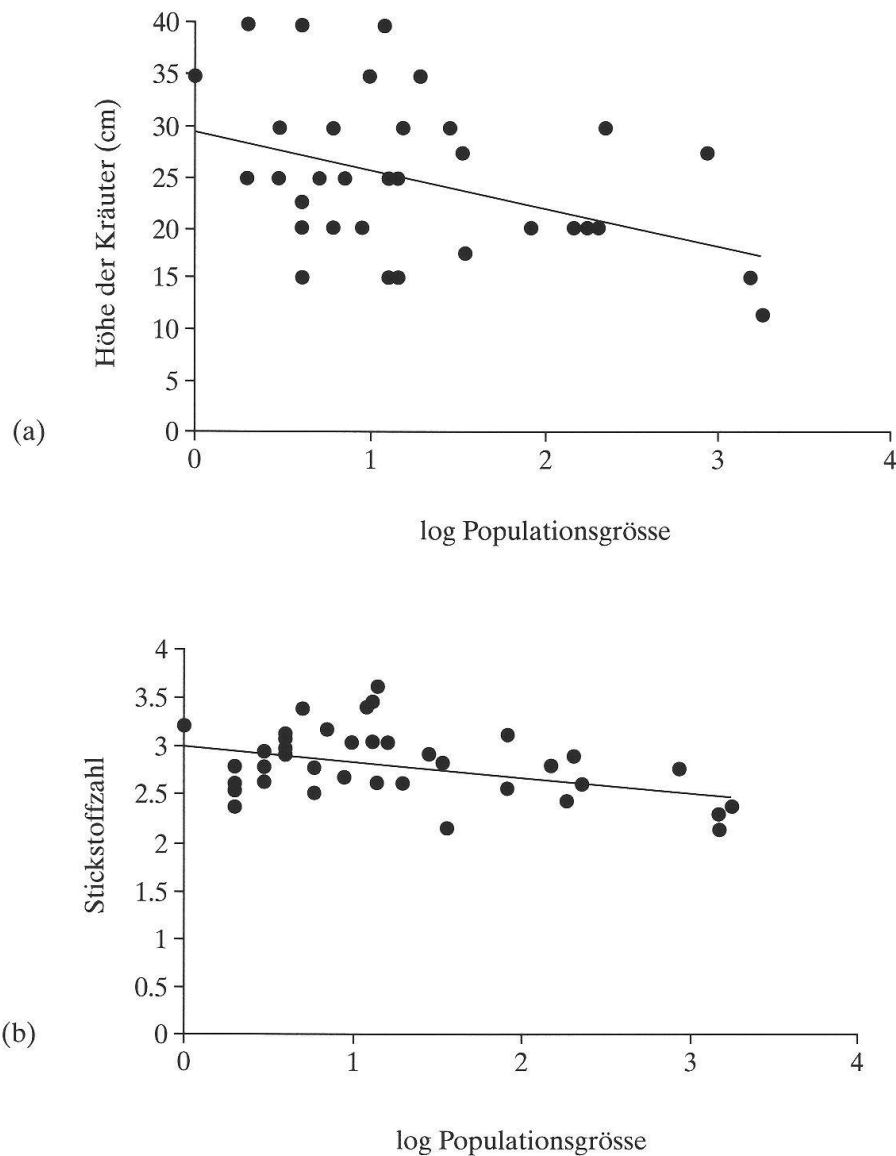 40
35
30
25
20
15
10
5
0
Höhe der Kräuter (cm)
(a)
0 1 2 3 4
log Populationsgrösse
4
3.5
3
2.5
2
1.5
1
0.5
0
Stickstoffzahl
(b)
0 1 2 3 4
log Populationsgrösse